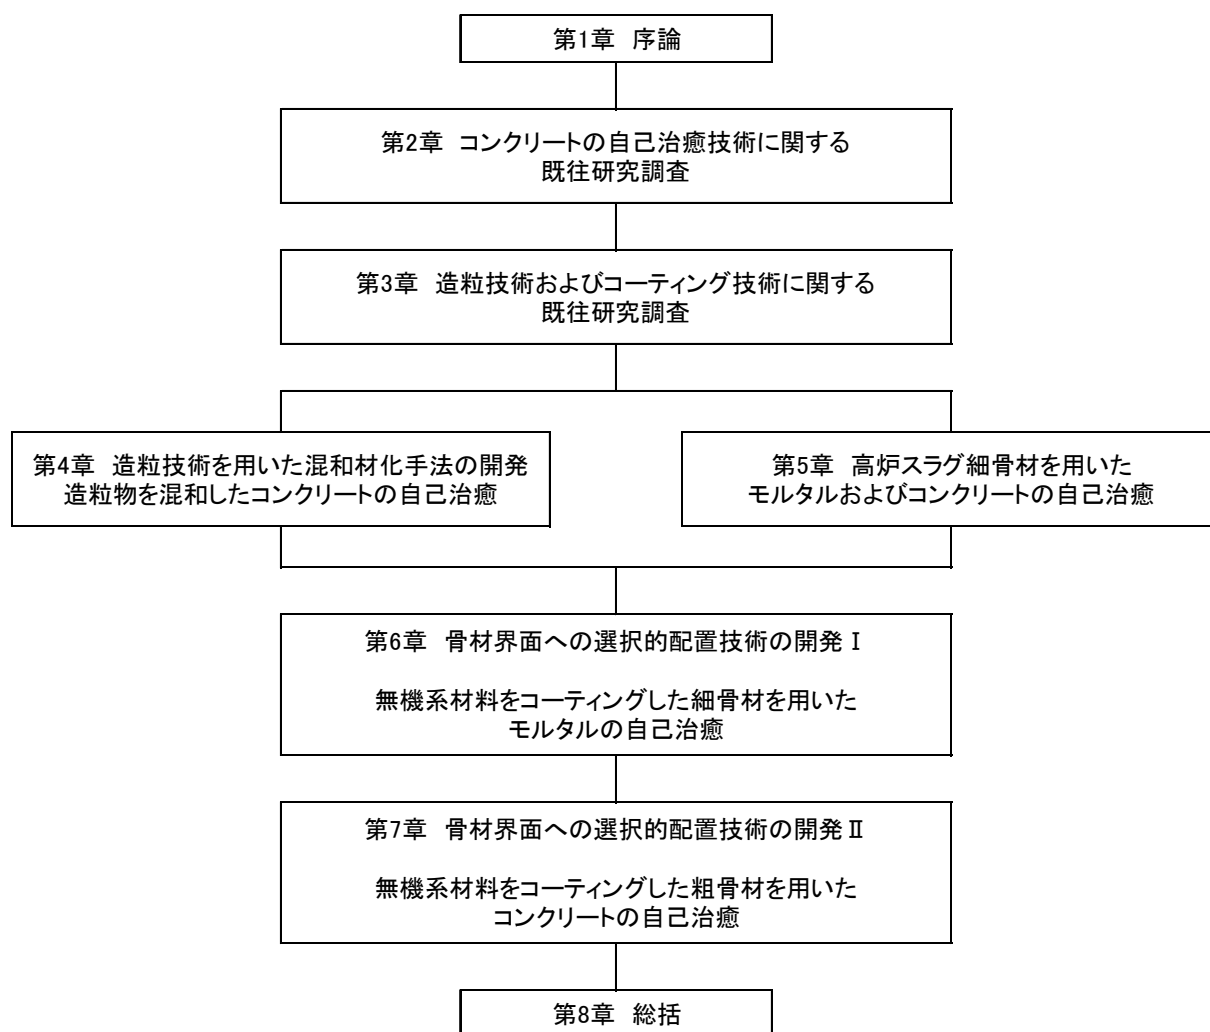 第1章 序論
第2章 コンクリートの自己治癒技術に関する
既往研究調査
第3章 造粒技術およびコーティング技術に関する
既往研究調査
第4章 造粒技術を用いた混和材化手法の開発
造粒物を混和したコンクリートの自己治癒
第5章 高炉スラグ細骨材を用いた
モルタルおよびコンクリートの自己治癒
第6章 骨材界面への選択的配置技術の開発Ⅰ
無機系材料をコーティングした細骨材を用いた
モルタルの自己治癒
第7章 骨材界面への選択的配置技術の開発Ⅱ
無機系材料をコーティングした粗骨材を用いた
コンクリートの自己治癒
第8章 総括